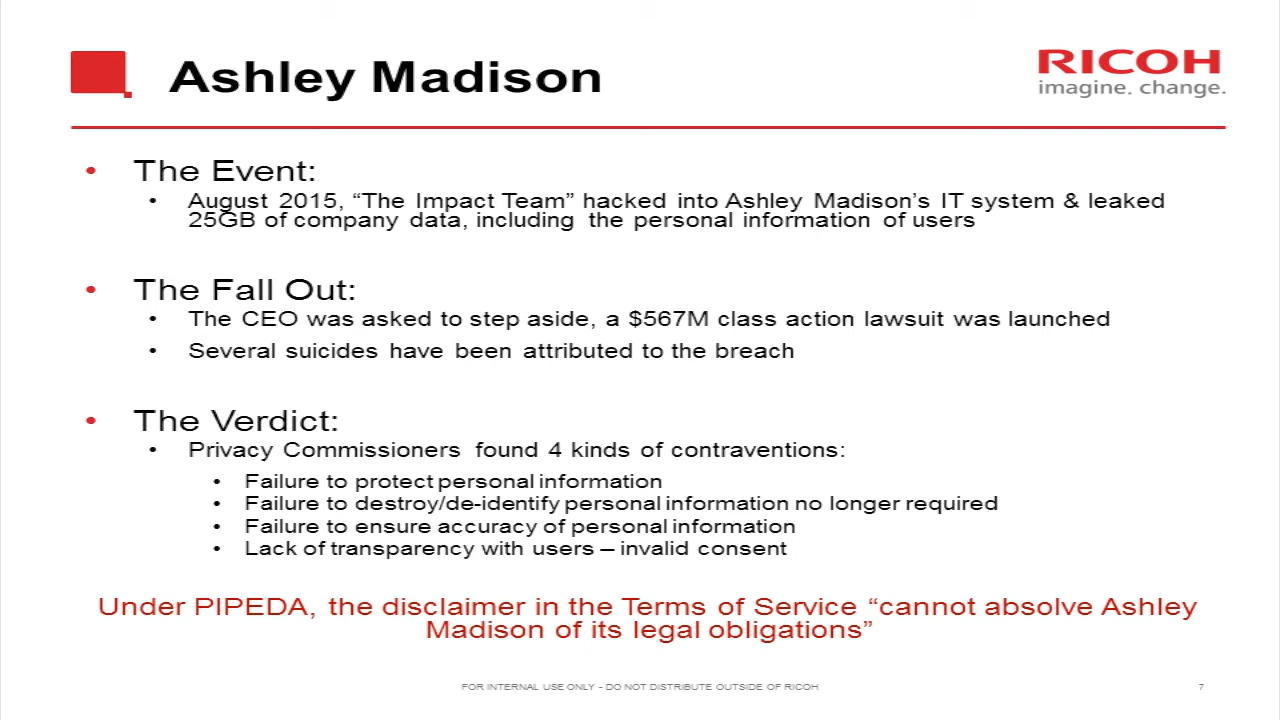 Ashley Madison
RICOH
imagine. change.
• The Event:
• August 2015, “The Impact Team” hacked into Ashley Madison’s IT system & leaked
25GB of company data, including the personal information of users
• The Fall Out:
• The CEO was asked to step aside, a $567M class action lawsuit was launched
• Several suicides have been attributed to the breach
• The Verdict:
• Privacy Commissioners found 4 kinds of contraventions:
• Failure to protect personal information
• Failure to destroy/de-identify personal information no longer required
• Failure to ensure accuracy of personal information
• Lack of transparency with users – invalid consent
Under PIPEDA, the disclaimer in the Terms of Service “cannot absolve Ashley
Madison of its legal obligations”
FOR INTERNAL USE ONLY - DO NOT DISTRIBUTE OUTSIDE OF RICOH
7